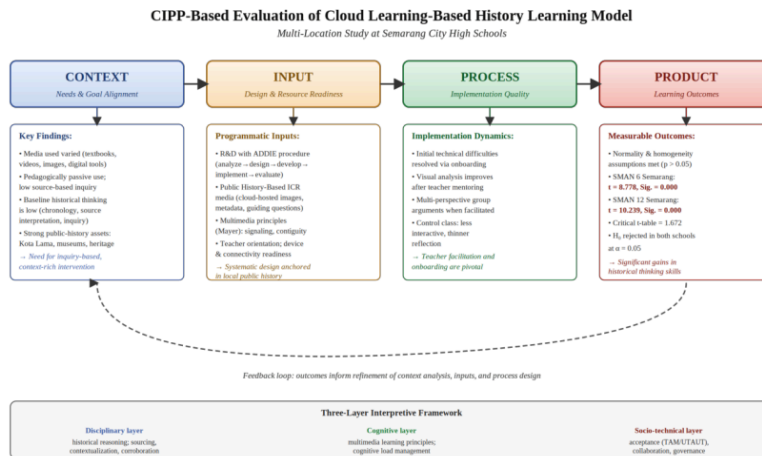 CIPP-Based Evaluation of Cloud Learning-Based History Learning Model
Multi-Location Study at Semarang City High Schools
CONTEXT
Needs & Goal Alignment
INPUT
Design & Resource Readiness
PROCESS
Implementation Quality
PRODUCT
Learning Outcomes
Key Findings:
• Media used varied (textbooks,
videos, images, digital tools)
• Pedagogically passive use;
low source-based inquiry
• Baseline historical thinking
is low (chronology, source
interpretation, inquiry)
• Strong public-history assets:
Kota Lama, museums, heritage
→ Need for inquiry-based,
context-rich intervention
Programmatic Inputs:
• R&D with ADDIE procedure
(analyze→design→develop→
implement→evaluate)
• Public History-Based ICR
media (cloud-hosted images,
metadata, guiding questions)
• Multimedia principles
(Mayer): signaling, contiguity
• Teacher orientation; device
& connectivity readiness
→ Systematic design anchored
in local public history
Implementation Dynamics:
• Initial technical difficulties
resolved via onboarding
• Visual analysis improves
after teacher mentoring
• Multi-perspective group
arguments when facilitated
• Control class: less
interactive, thinner
reflection
→ Teacher facilitation and
onboarding are pivotal
Measurable Outcomes:
• Normality & homogeneity
assumptions met (p > 0.05)
• SMAN 6 Semarang:
t = 8.778, Sig. = 0.000
• SMAN 12 Semarang:
t = 10.239, Sig. = 0.000
• Critical t-table = 1.672
• H₀ rejected in both schools
at α = 0.05
→ Significant gains in
historical thinking skills
Feedback loop: outcomes inform refinement of context analysis, inputs, and process design
Three-Layer Interpretive Framework
Disciplinary layer
historical reasoning; sourcing,
contextualization, corroboration
Cognitive layer
multimedia learning principles;
cognitive load management
Socio-technical layer
acceptance (TAM/UTAUT),
collaboration, governance